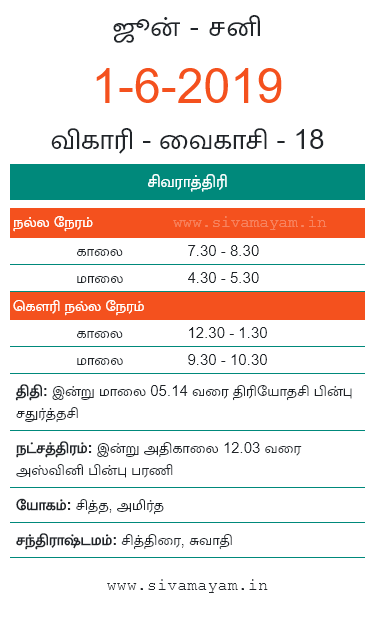 ஜூன் - சனி
1-6-2019
விகாரி - வைகாசி - 18
சிவராத்திரி
நல்ல நேரம் www.sivamayam.in
காலை 7.30 - 8.30
மாலை 4.30 - 5.30
கௌரி நல்ல நேரம்
காலை 12.30 - 1.30
மாலை 9.30 - 10.30
திதி: இன்று மாலை 05.14 வரை திரியோதசி பின்பு
சதுர்த்தசி
நட்சத்திரம்: இன்று அதிகாலை 12.03 வரை
அஸ்வினி பின்பு பரணி
யோகம்: சித்த, அமிர்த
சந்திராஷ்டமம்: சித்திரை, சுவாதி
www.sivamayam.in